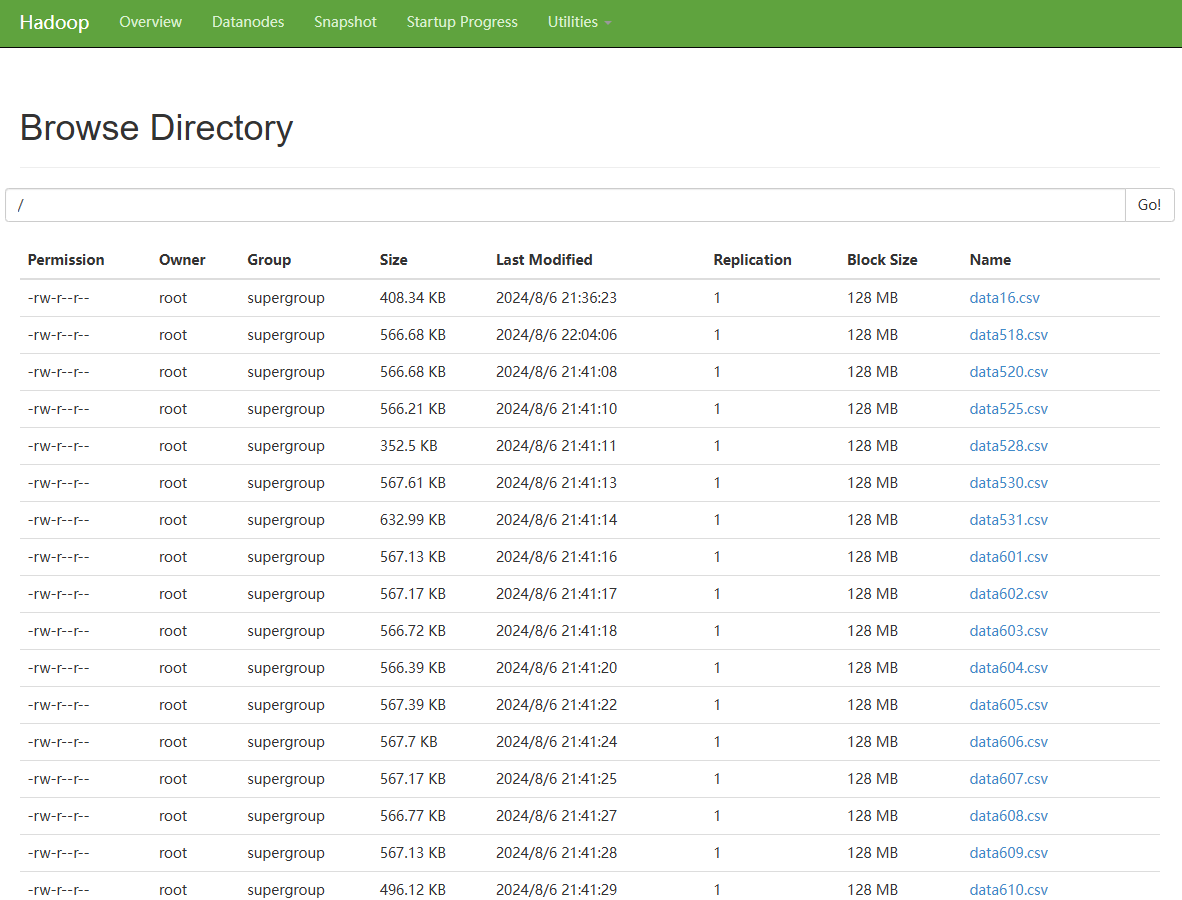 Hadoop Overview Datanodes Snapshot Startup Progress Utilities
Browse Directory
/ Go!
Permission Owner Group Size Last Modified Replication Block Size Name
-rw-r--r-- root supergroup 408.34 KB 2024/8/6 21:36:23 1 128 MB data16.csv
-rw-r--r-- root supergroup 566.68 KB 2024/8/6 22:04:06 1 128 MB data518.csv
-rw-r--r-- root supergroup 566.68 KB 2024/8/6 21:41:08 1 128 MB data520.csv
-rw-r--r-- root supergroup 566.21 KB 2024/8/6 21:41:10 1 128 MB data525.csv
-rw-r--r-- root supergroup 352.5 KB 2024/8/6 21:41:11 1 128 MB data528.csv
-rw-r--r-- root supergroup 567.61 KB 2024/8/6 21:41:13 1 128 MB data530.csv
-rw-r--r-- root supergroup 632.99 KB 2024/8/6 21:41:14 1 128 MB data531.csv
-rw-r--r-- root supergroup 567.13 KB 2024/8/6 21:41:16 1 128 MB data601.csv
-rw-r--r-- root supergroup 567.17 KB 2024/8/6 21:41:17 1 128 MB data602.csv
-rw-r--r-- root supergroup 566.72 KB 2024/8/6 21:41:18 1 128 MB data603.csv
-rw-r--r-- root supergroup 566.39 KB 2024/8/6 21:41:20 1 128 MB data604.csv
-rw-r--r-- root supergroup 567.39 KB 2024/8/6 21:41:22 1 128 MB data605.csv
-rw-r--r-- root supergroup 567.7 KB 2024/8/6 21:41:24 1 128 MB data606.csv
-rw-r--r-- root supergroup 567.17 KB 2024/8/6 21:41:25 1 128 MB data607.csv
-rw-r--r-- root supergroup 566.77 KB 2024/8/6 21:41:27 1 128 MB data608.csv
-rw-r--r-- root supergroup 567.13 KB 2024/8/6 21:41:28 1 128 MB data609.csv
-rw-r--r-- root supergroup 496.12 KB 2024/8/6 21:41:29 1 128 MB data610.csv